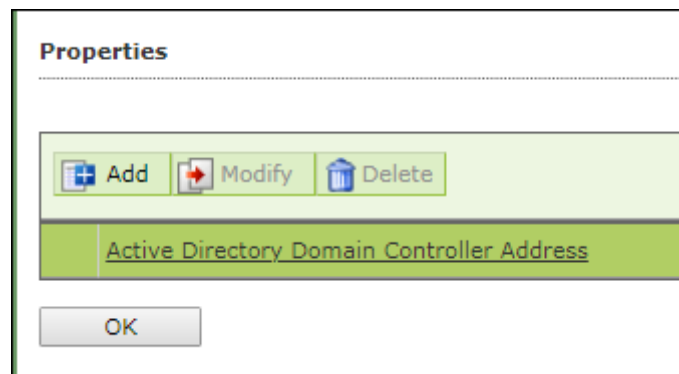 Properties
Add Modify Delete
Active Directory Domain Controller Address
OK